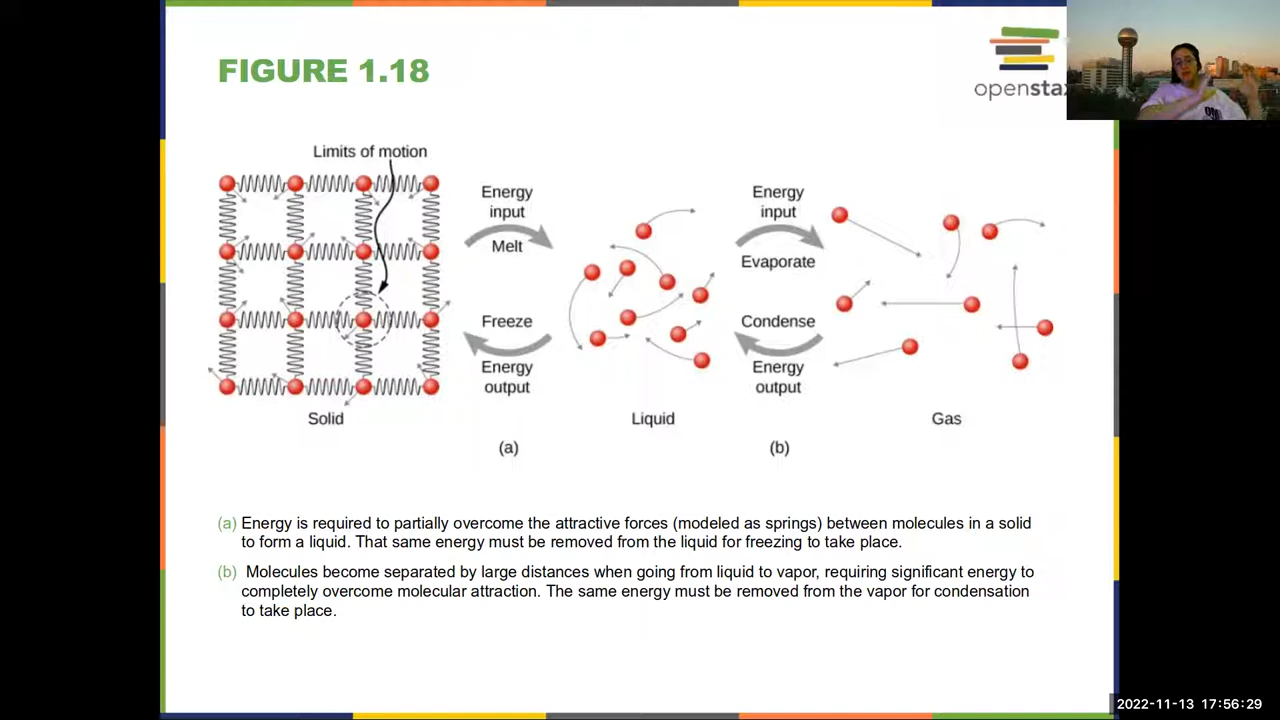 FIGURE 1.18
openstax
Limits of motion
Energy
input
Melt
Freeze
Energy
output
Energy
input
Evaporate
Condense
Energy
output
Solid
Liquid
Gas
(a)
(b)
(a) Energy is required to partially overcome the attractive forces (modeled as springs) between molecules in a solid
to form a liquid. That same energy must be removed from the liquid for freezing to take place.
(b) Molecules become separated by large distances when going from liquid to vapor, requiring significant energy to
completely overcome molecular attraction. The same energy must be removed from the vapor for condensation
to take place.
2022-11-13 17:56:29